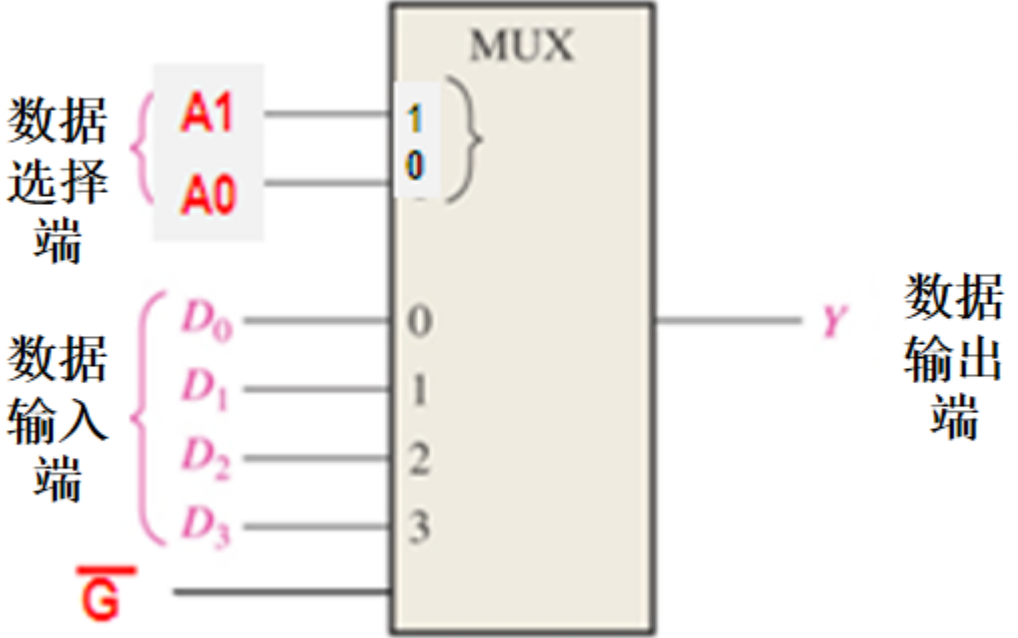 MUX
数据
选择
端
A1
1
A0
0
数据
输入
端
D₀
0
D₁
1
D₂
2
D₃
3
G̅
Y
数据
输出
端